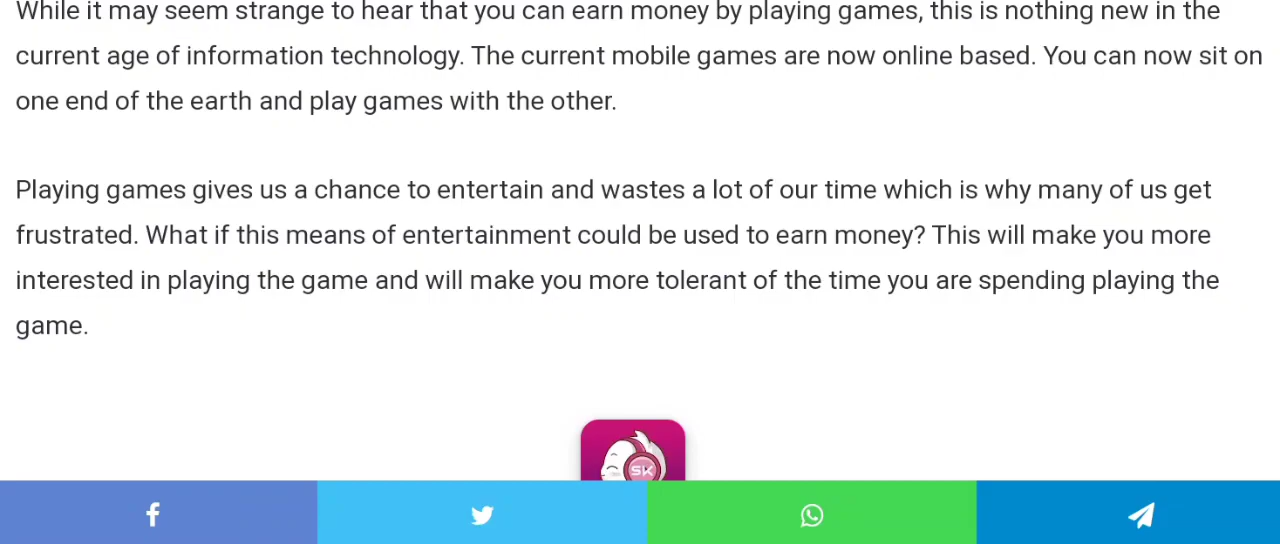 While it may seem strange to hear that you can earn money by playing games, this is nothing new in the
current age of information technology. The current mobile games are now online based. You can now sit on
one end of the earth and play games with the other.
Playing games gives us a chance to entertain and wastes a lot of our time which is why many of us get
frustrated. What if this means of entertainment could be used to earn money? This will make you more
interested in playing the game and will make you more tolerant of the time you are spending playing the
game.
SK